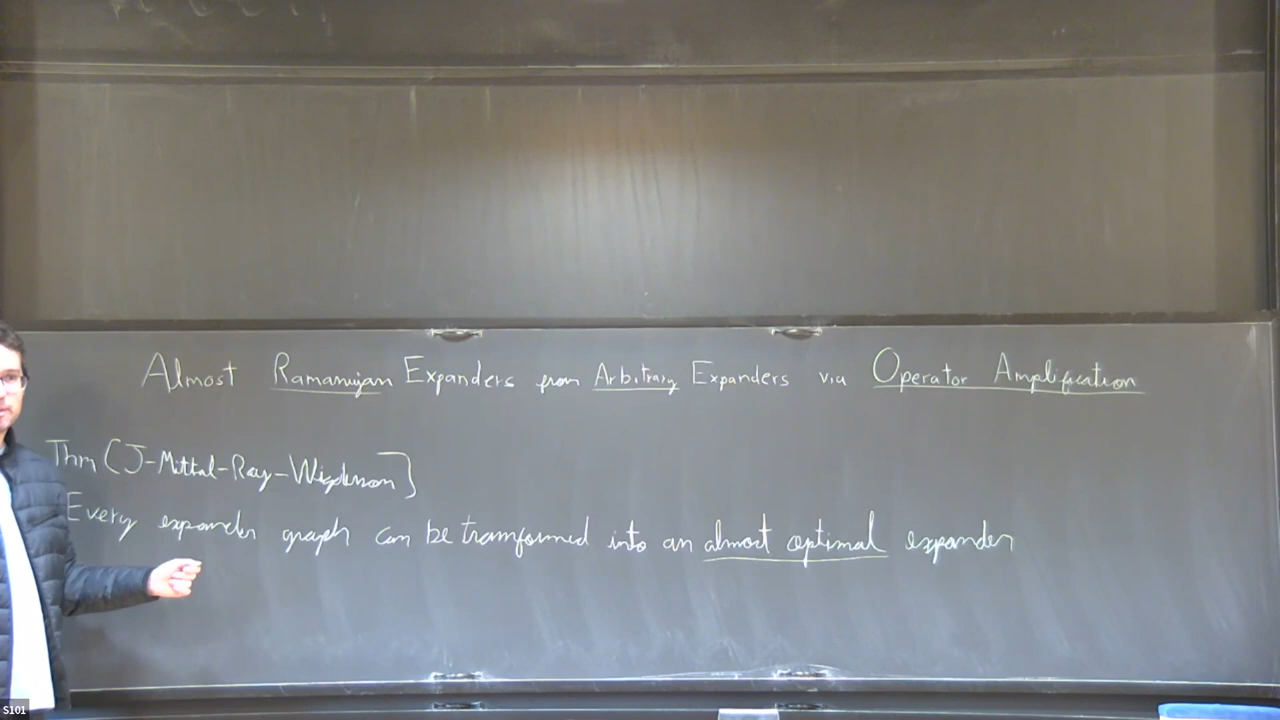 Almost Ramanujan Expanders from Arbitrary Expanders via Operator Amplification
Thm [J-Mittal-Roy-Wigderson]
Every expander graph can be transformed into an almost optimal expander
S101